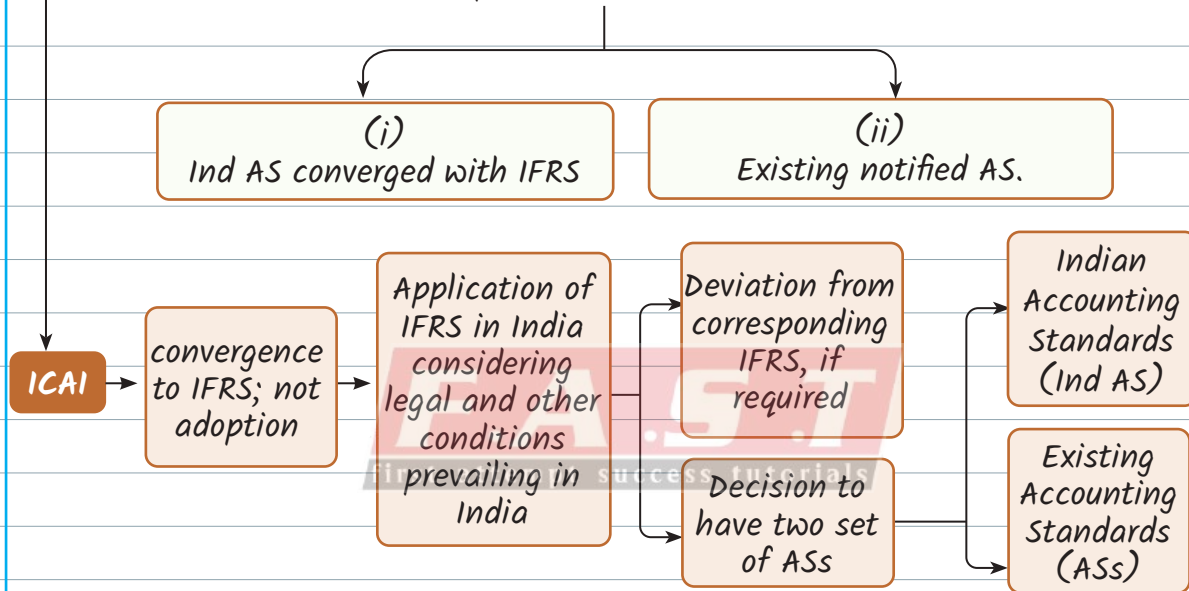 (i)
Ind AS converged with IFRS
(ii)
Existing notified AS.
ICAI
convergence
to IFRS; not
adoption
Application of
IFRS in India
considering
legal and other
conditions
prevailing in
India
Deviation from
corresponding
IFRS, if
required
Decision to
have two set
of ASs
Indian
Accounting
Standards
(Ind AS)
Existing
Accounting
Standards
(ASs)
F.A.S.T
success tutorials